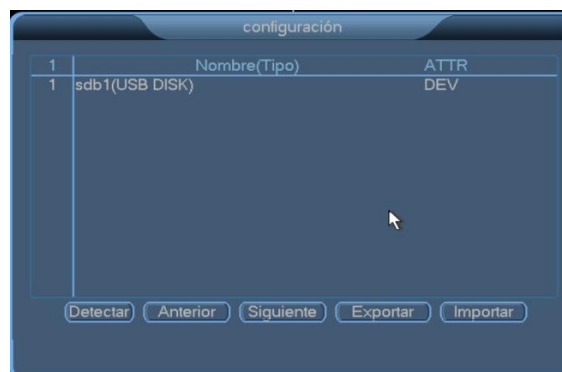 configuración
1 Nombre(Tipo) ATTR
1 sdb1(USB DISK) DEV
Detectar Anterior Siguiente Exportar Importar